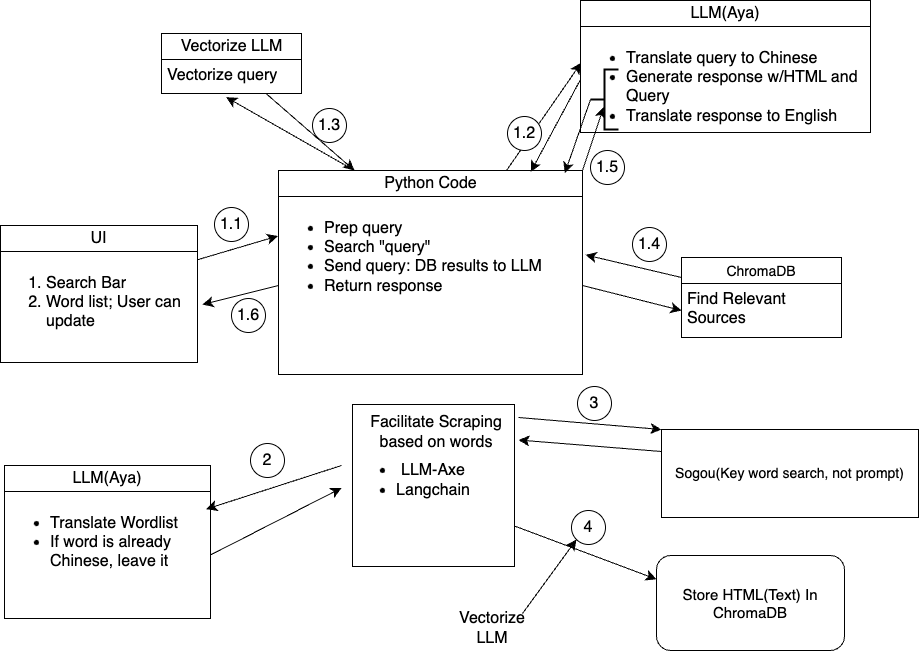 LLM(Aya)
Translate query to Chinese
Generate response w/HTML and
Query
Translate response to English
Vectorize LLM
Vectorize query
1.3
1.2
1.5
Python Code
Prep query
Search "query"
Send query: DB results to LLM
Return response
UI
1. Search Bar
2. Word list; User can
update
1.1
1.6
1.4
ChromaDB
Find Relevant
Sources
Facilitate Scraping
based on words
LLM-Axe
Langchain
3
Sogou(Key word search, not prompt)
2
LLM(Aya)
Translate Wordlist
If word is already
Chinese, leave it
4
Vectorize
LLM
Store HTML(Text) In
ChromaDB